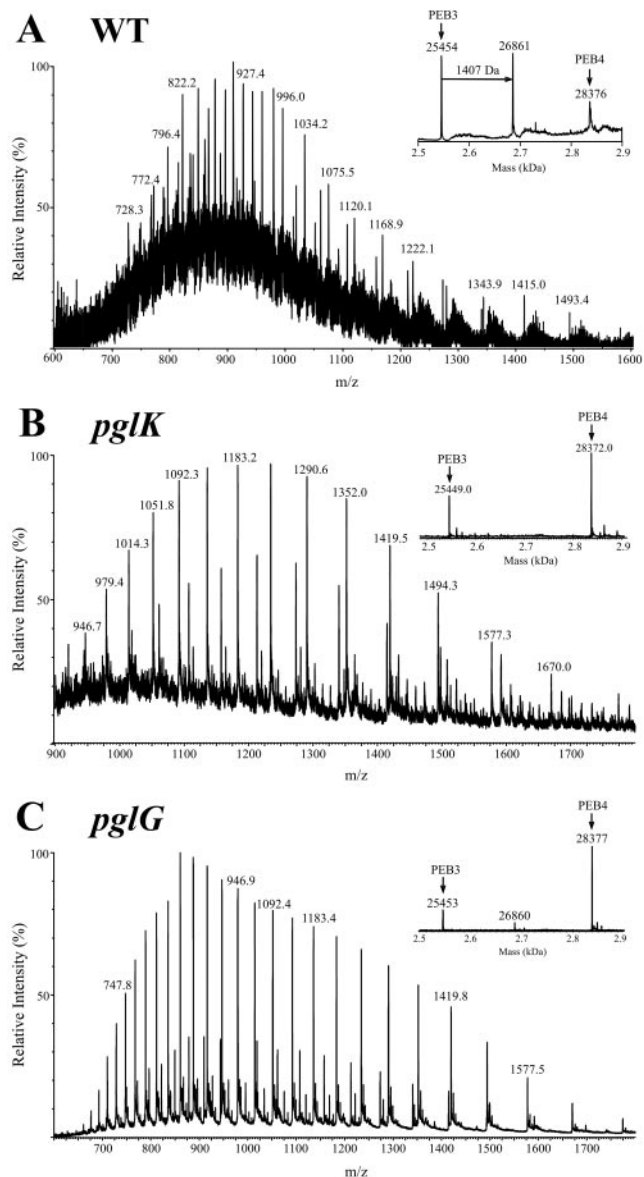 A WT
PEB3
25454
26861
PEB4
28376
1407 Da
2.5 2.6 2.7 2.8 2.9
Mass (kDa)
100
50
Relative Intensity (%)
728.3
772.4
796.4
822.2
927.4
996.0
1034.2
1075.5
1120.1
1168.9
1222.1
1343.9
1415.0
1493.4
600 700 800 900 1000 1100 1200 1300 1400 1500 1600
m/z
B pglK
PEB3
25449.0
PEB4
28372.0
2.5 2.6 2.7 2.8 2.9
Mass (kDa)
100
50
Relative Intensity (%)
946.7
979.4
1014.3
1051.8
1092.3
1183.2
1290.6
1352.0
1419.5
1494.3
1577.3
1670.0
900 1000 1100 1200 1300 1400 1500 1600 1700
m/z
C pglG
PEB3
25453
26860
PEB4
28377
2.5 2.6 2.7 2.8 2.9
Mass (kDa)
100
50
Relative Intensity (%)
747.8
946.9
1092.4
1183.4
1419.8
1577.5
700 800 900 1000 1100 1200 1300 1400 1500 1600 1700
m/z